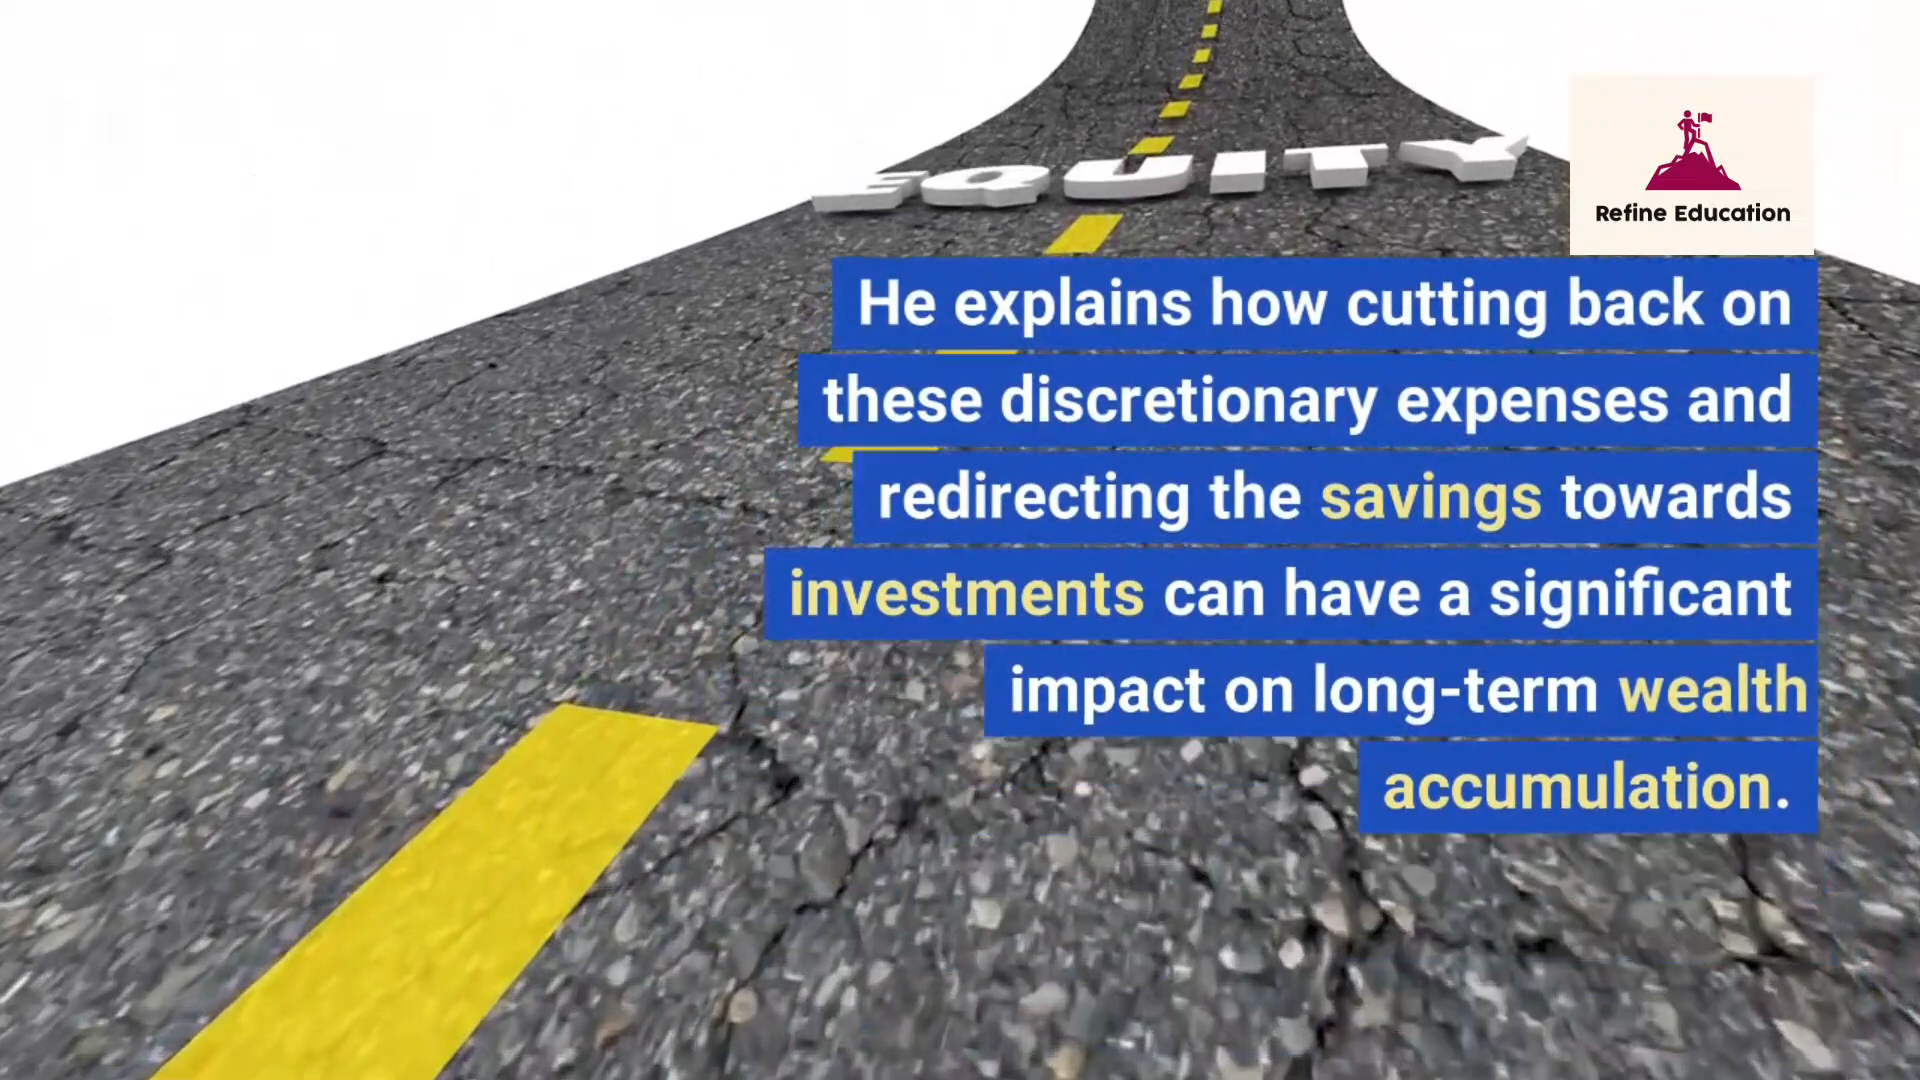 EQUITY
Refine Education
He explains how cutting back on
these discretionary expenses and
redirecting the savings towards
investments can have a significant
impact on long-term wealth
accumulation.